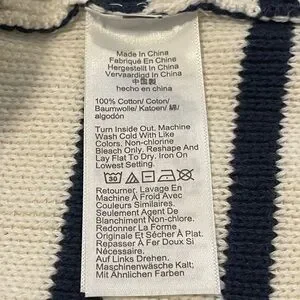 Made In China
Fabriqué En Chine
Hergestellt In China
Vervaardigd In China
中国製
hecho en china
100% Cotton/ Coton/
Baumwolle/ Katoen/ 綿/
algodón
Turn Inside Out, Machine
Wash Cold With Like
Colors, Non-chlorine
Bleach Only, Reshape And
Lay Flat To Dry. Iron On
Lowest Setting.
30
Retourner. Lavage En
Machine À Froid Avec
Couleurs Similaires.
Seulement Agent De
Blanchiment Non-chlore.
Redonner La Forme
Originale Et Sécher À Plat.
Repasser À Fer Doux Si
Nécessaire.
Auf Links Drehen.
Maschinenwäsche Kalt;
Mit Ähnlichen Farben